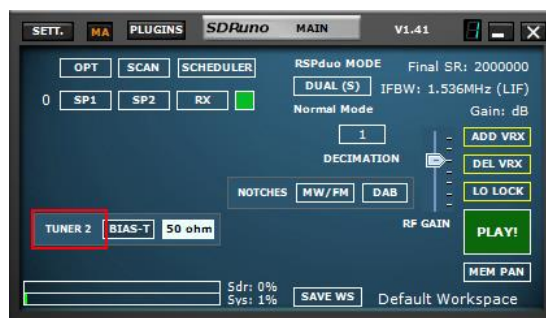 SETT. MA PLUGINS SDRuno MAIN V1.41
OPT SCAN SCHEDULER RSPduo MODE Final SR: 2000000
DUAL (S) IFBW: 1.536MHz (LIF)
0 SP1 SP2 RX Normal Mode Gain: dB
1 ADD VRX
DECIMATION DEL VRX
NOTCHES MW/FM DAB LO LOCK
TUNER 2 BIAS-T 50 ohm RF GAIN PLAY!
MEM PAN
Sdr: 0%
Sys: 1% SAVE WS Default Workspace